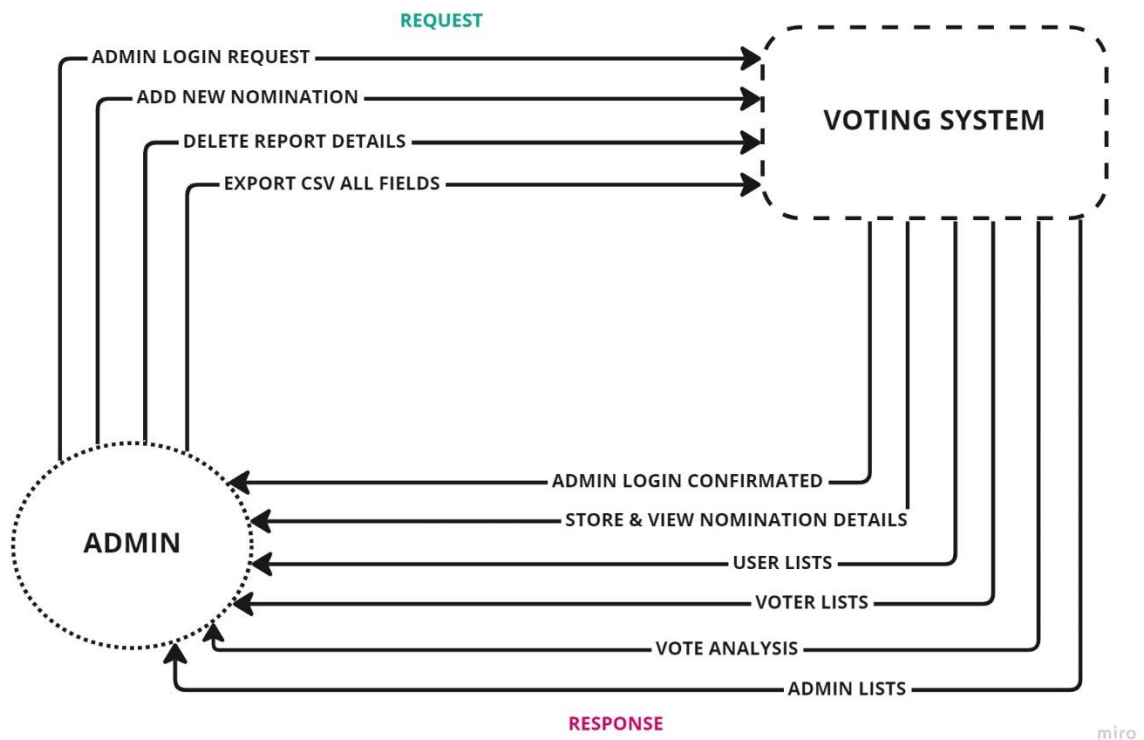 REQUEST
ADMIN LOGIN REQUEST
ADD NEW NOMINATION
DELETE REPORT DETAILS
EXPORT CSV ALL FIELDS
VOTING SYSTEM
ADMIN LOGIN CONFIRMATED
STORE & VIEW NOMINATION DETAILS
ADMIN
USER LISTS
VOTER LISTS
VOTE ANALYSIS
ADMIN LISTS
RESPONSE
miro